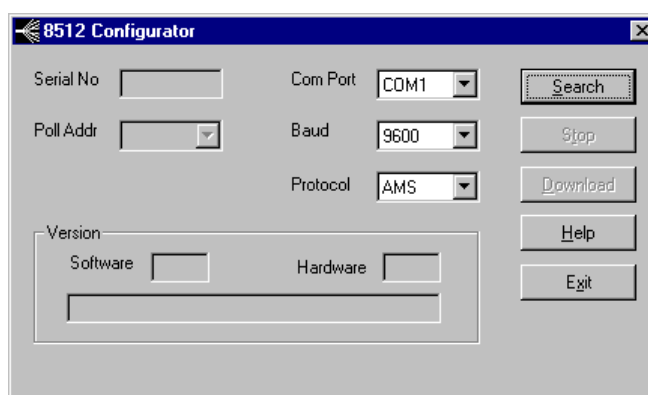 8512 Configurator
Serial No
Com Port COM1
Search
Poll Addr
Baud 9600
Stop
Protocol AMS
Download
Version
Help
Software
Hardware
Exit